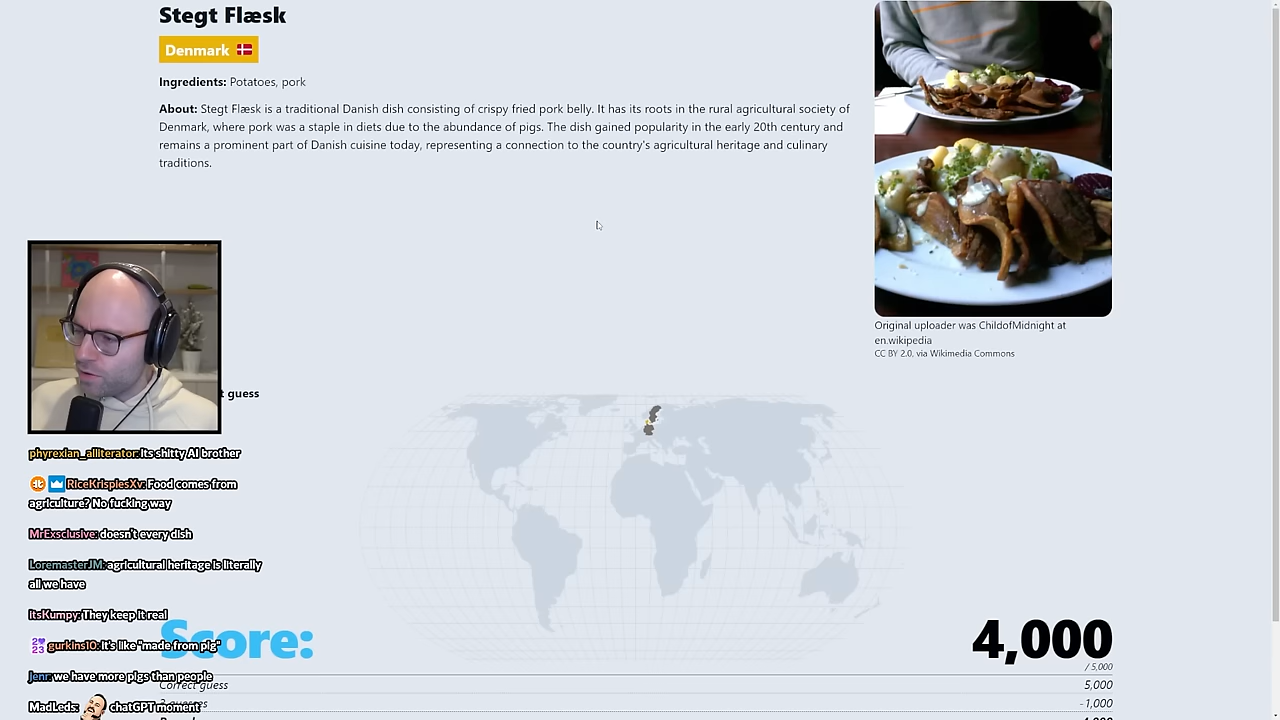 Stegt Flæsk
Denmark
Ingredients: Potatoes, pork
About: Stegt Flæsk is a traditional Danish dish consisting of crispy fried pork belly. It has its roots in the rural agricultural society of
Denmark, where pork was a staple in diets due to the abundance of pigs. The dish gained popularity in the early 20th century and
remains a prominent part of Danish cuisine today, representing a connection to the country's agricultural heritage and culinary
traditions.
Original uploader was ChildofMidnight at
en.wikipedia
CC BY 2.0, via Wikimedia Commons
t guess
phyrexian_alliterator: Its shitty AI brother
RiceKrispiesXv: Food comes from
agriculture? No fucking way
MrExsclusive: doesn't every dish
LoremasterJM: agricultural heritage is literally
all we have
itsKumpy: They keep it real
gurkins10: It's like "made from pig"
Jenr: we have more pigs than people
MadLeds: chatGPT moment
Score:
4,000
/ 5,000
Correct guess
5,000
-1,000